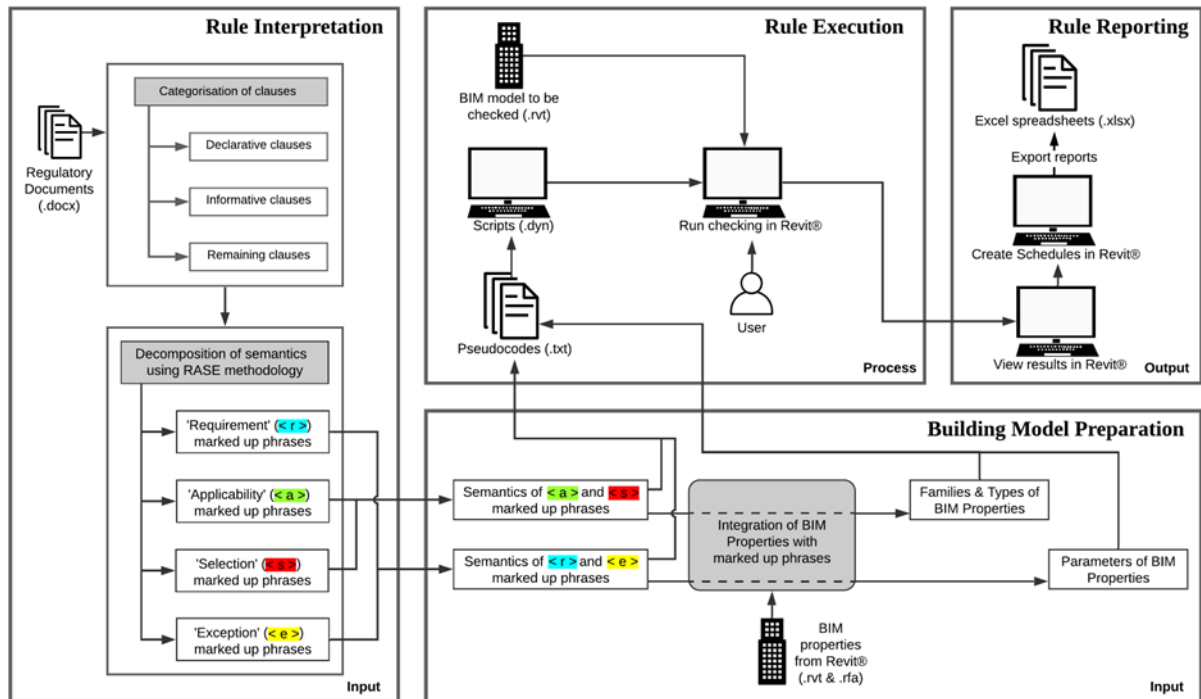 Rule Interpretation
Categorisation of clauses
Declarative clauses
Informative clauses
Remaining clauses
Regulatory
Documents
(.docx)
Decomposition of semantics
using RASE methodology
'Requirement' (< r >)
marked up phrases
'Applicability' (< a >)
marked up phrases
'Selection' (< s >)
marked up phrases
'Exception' (< e >)
marked up phrases
Input
Rule Execution
BIM model to be
checked (.rvt)
Scripts (.dyn)
Run checking in Revit®
User
Pseudocodes (.txt)
Process
Rule Reporting
Excel spreadsheets (.xlsx)
Export reports
Create Schedules in Revit®
View results in Revit®
Output
Building Model Preparation
Semantics of < a > and < s >
marked up phrases
Semantics of < r > and < e >
marked up phrases
Integration of BIM
Properties with
marked up phrases
Families & Types of
BIM Properties
Parameters of BIM
Properties
BIM
properties
from Revit®
(.rvt & .rfa)
Input